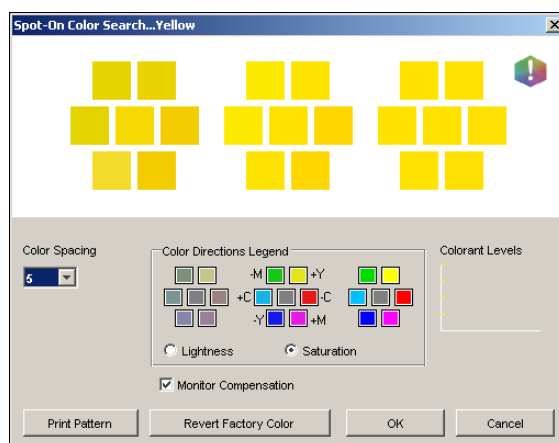 Spot-On Color Search...Yellow
!
Color Spacing
5
Color Directions Legend
-M +Y
+C -C
-Y +M
Lightness Saturation
Colorant Levels
Monitor Compensation
Print Pattern Revert Factory Color OK Cancel